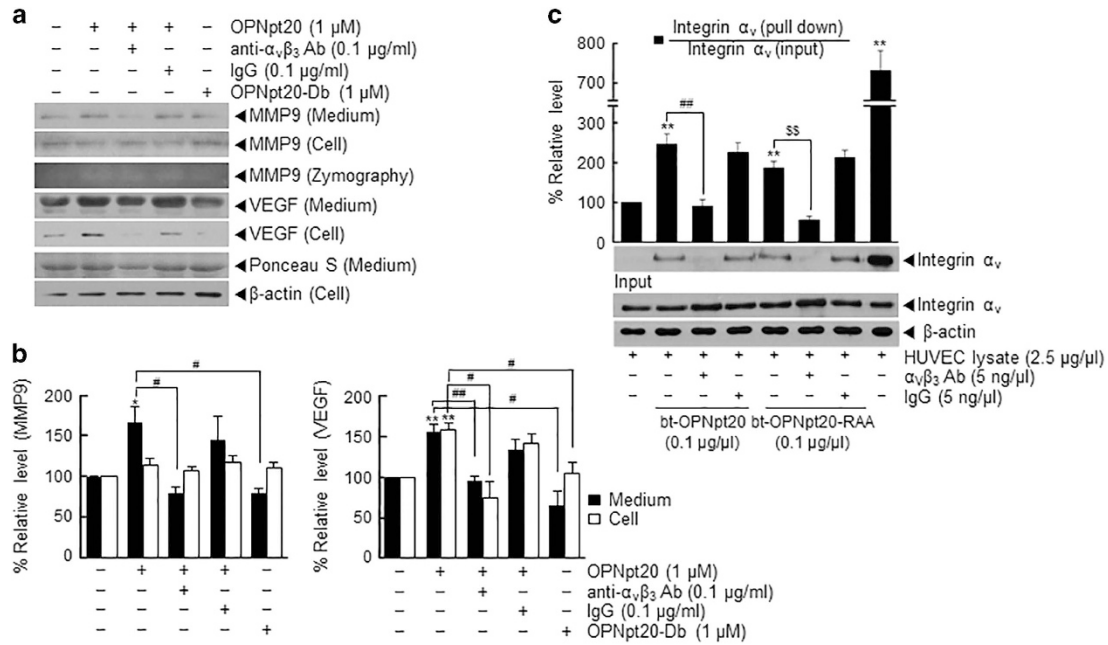 a
– + + + – OPNpt20 (1 µM)
– – + – – anti-αvβ3 Ab (0.1 µg/ml)
– – – + – IgG (0.1 µg/ml)
– – – – + OPNpt20-Db (1 µM)
◄MMP9 (Medium)
◄MMP9 (Cell)
◄MMP9 (Zymography)
◄VEGF (Medium)
◄VEGF (Cell)
◄Ponceau S (Medium)
◄β-actin (Cell)
b
% Relative level (MMP9)
200
150
100
50
0
*
#
#
– + + + –
– – + – –
– – – + –
– – – – +
% Relative level (VEGF)
200
150
100
50
0
** **
##
#
#
#
■ Medium
□ Cell
– + + + – OPNpt20 (1 µM)
– – + – – anti-αvβ3 Ab (0.1 µg/ml)
– – – + – IgG (0.1 µg/ml)
– – – – + OPNpt20-Db (1 µM)
c
■ Integrin αv (pull down)
Integrin αv (input)
% Relative level
800
700
300
200
100
0
**
##
**
$$
**
◄Integrin αv
Input
◄Integrin αv
◄ β-actin
+ + + + + + + + HUVEC lysate (2.5 µg/µl)
– – + – – + – – αvβ3 Ab (5 ng/µl)
– – – + – – + – IgG (5 ng/µl)
bt-OPNpt20 bt-OPNpt20-RAA
(0.1 µg/µl) (0.1 µg/µl)